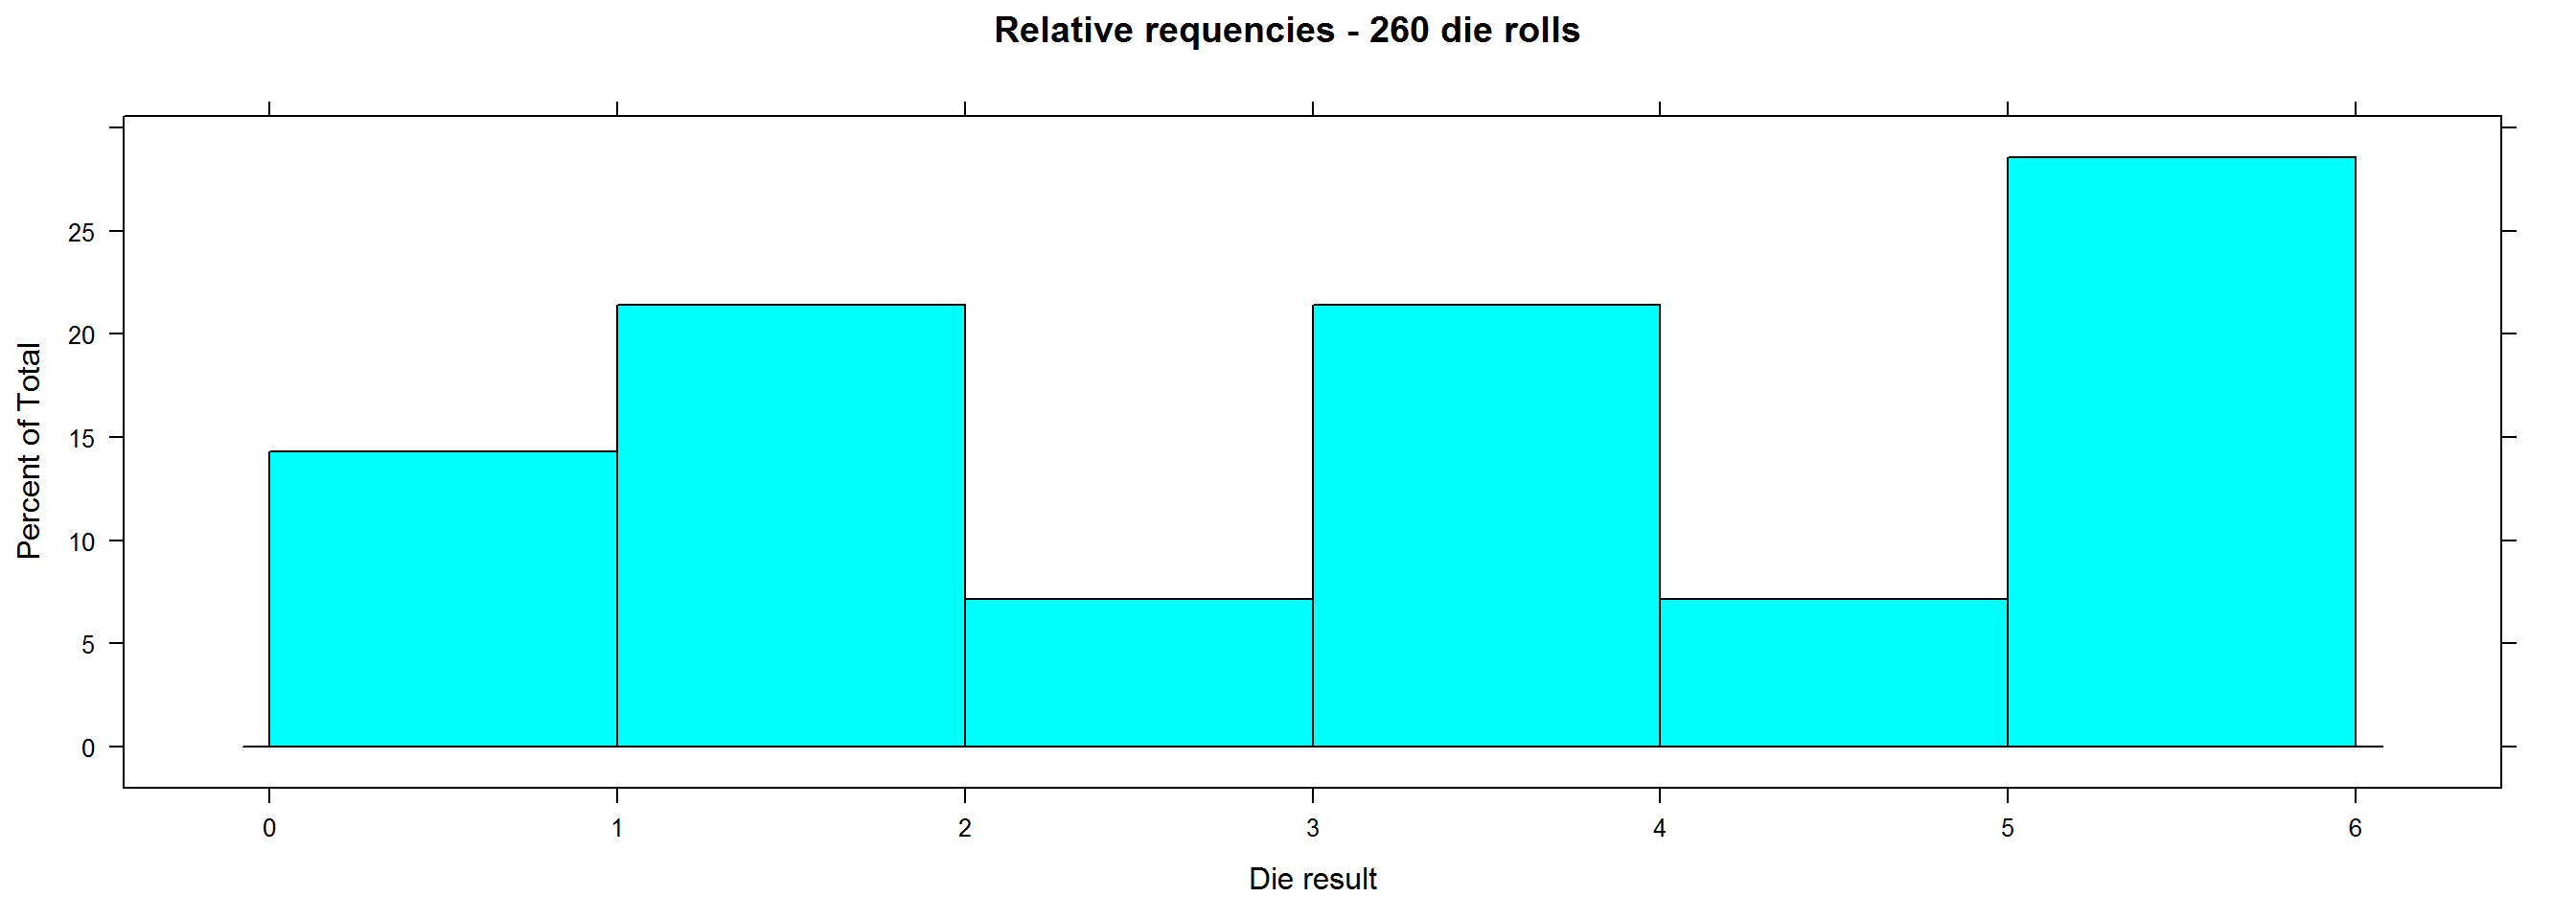 Relative requencies - 260 die rolls
Percent of Total
25
20
15
10
5
0
0 1 2 3 4 5 6
Die result